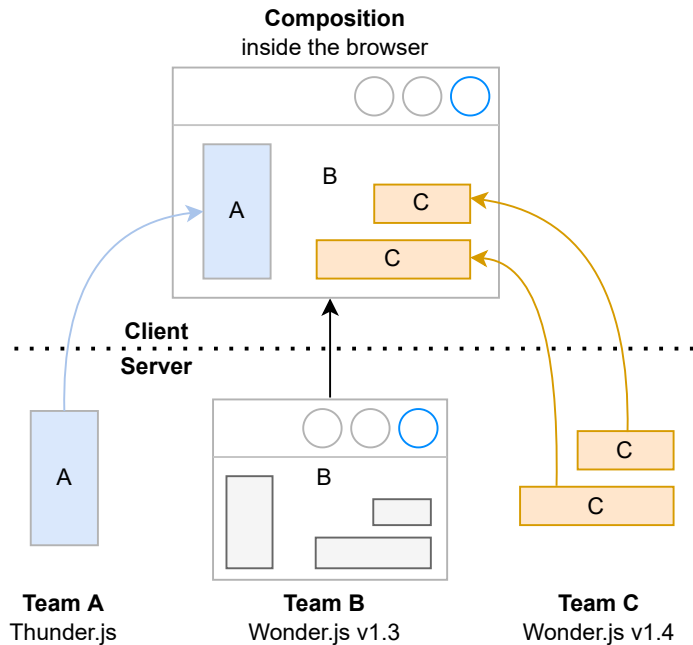 Composition
inside the browser
B
A
C
C
Client
Server
A
B
C
C
Team A
Thunder.js
Team B
Wonder.js v1.3
Team C
Wonder.js v1.4